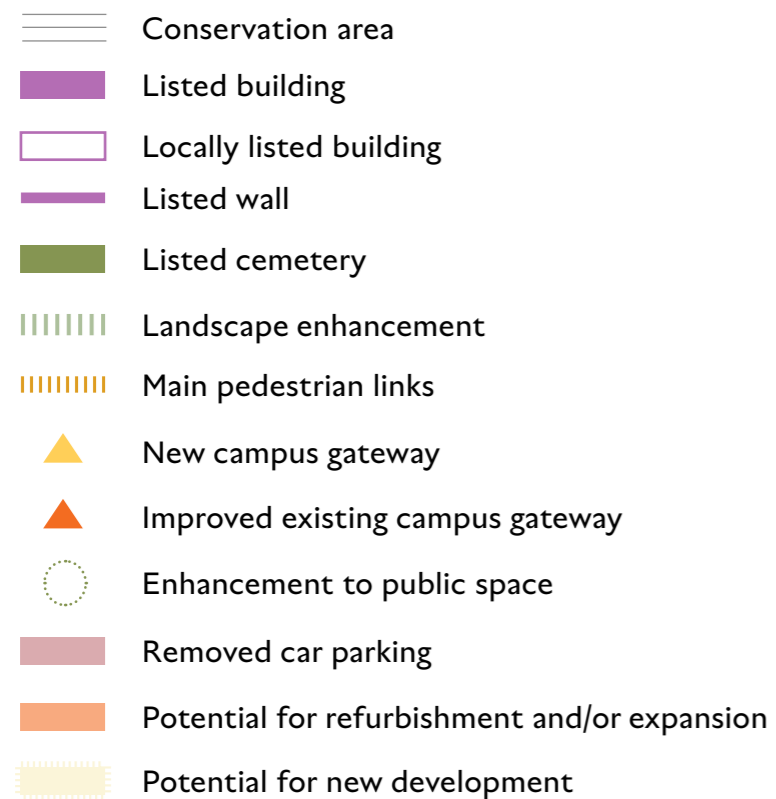 Conservation area
Listed building
Locally listed building
Listed wall
Listed cemetery
Landscape enhancement
Main pedestrian links
New campus gateway
Improved existing campus gateway
Enhancement to public space
Removed car parking
Potential for refurbishment and/or expansion
Potential for new development